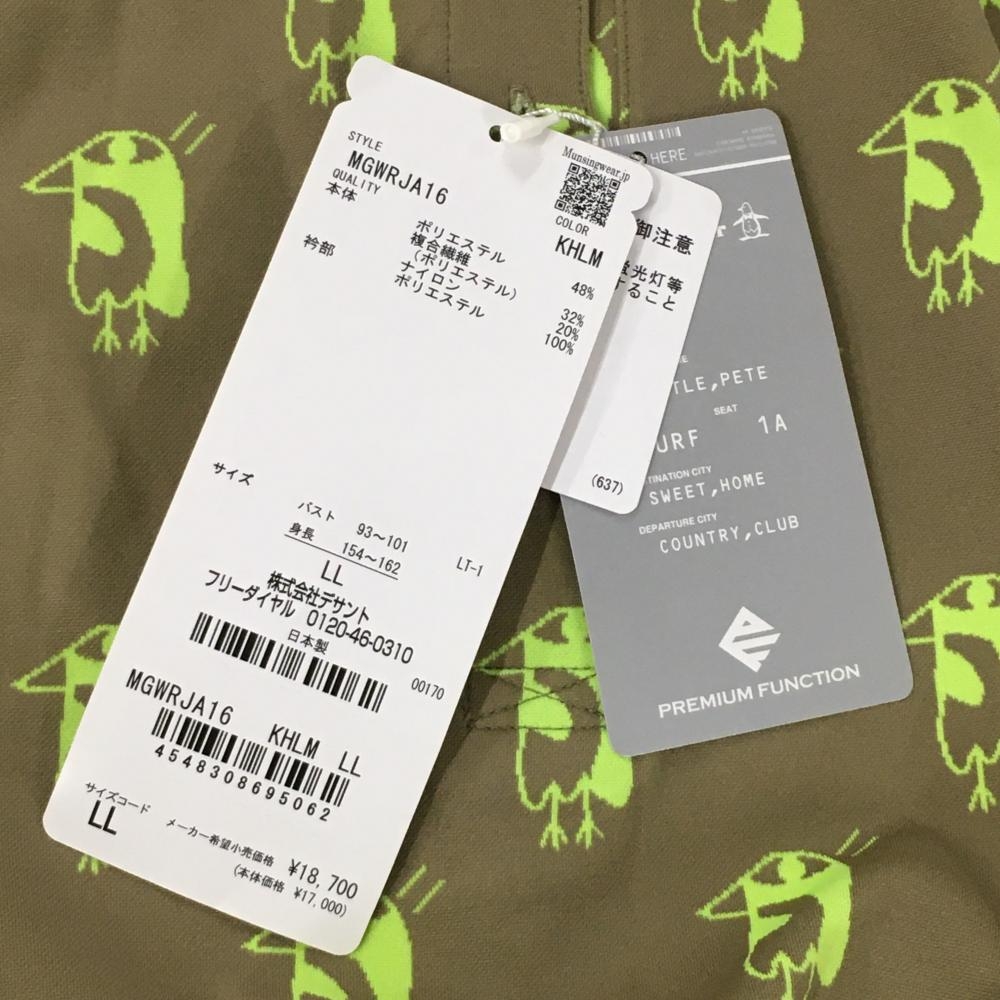 STYLE
MGWRJA16
QUALITY
本体
Munsingwear.jp
COLOR
KHLM
ポリエステル 48%
複合繊維
(ポリエステル) 32%
ナイロン 20%
衿部 ポリエステル 100%
サイズ
バスト 93~101
身長 154~162 LT-1
LL
株式会社デサント
フリーダイヤル 0120-46-0310
日本製
00170
MGWRJA16 KHLM LL
4548308695062
サイズコード
LL
メーカー希望小売価格 ¥18,700
(本体価格 ¥17,000)
御注意
蛍光灯等
すること
(637)
HERE
TLE,PETE
SEAT
URF 1A
TINATION CITY
SWEET,HOME
DEPARTURE CITY
COUNTRY,CLUB
PREMIUM FUNCTION